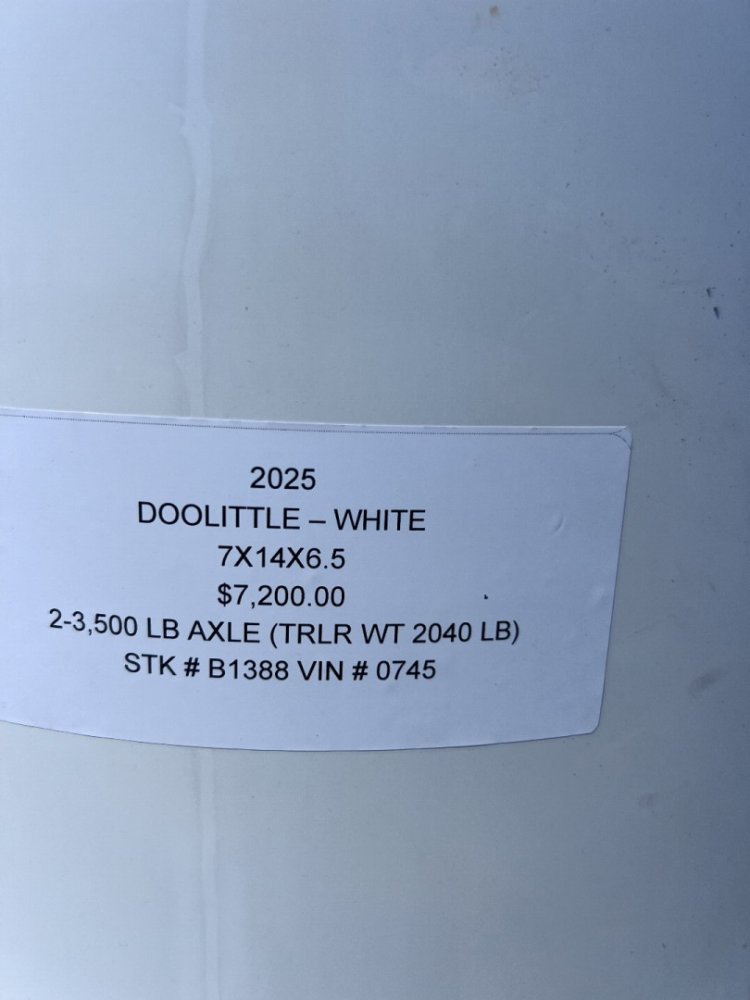 2025
DOOLITTLE – WHITE
7X14X6.5
$7,200.00
2-3,500 LB AXLE (TRLR WT 2040 LB)
STK # B1388 VIN # 0745